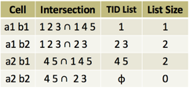 Cell Intersection TID List List Size
a1 b1 1 2 3 ∩ 1 4 5 1 1
a1 b2 1 2 3 ∩ 2 3 2 3 2
a2 b1 4 5 ∩ 1 4 5 4 5 2
a2 b2 4 5 ∩ 2 3 ϕ 0